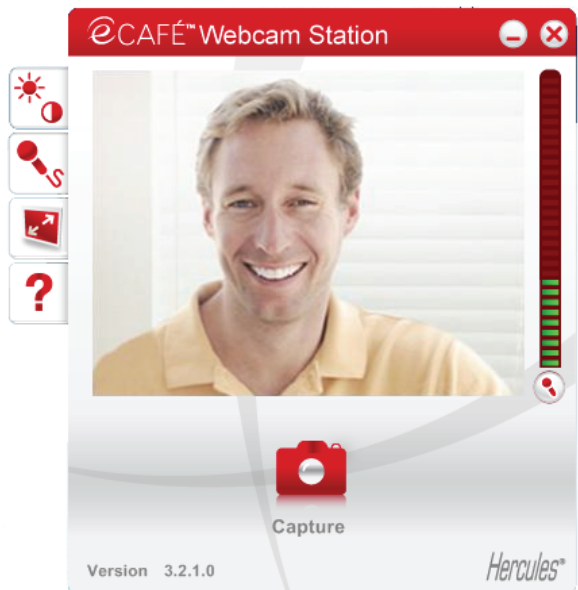 eCAFÉ™ Webcam Station
?
Capture
Version 3.2.1.0
Hercules®